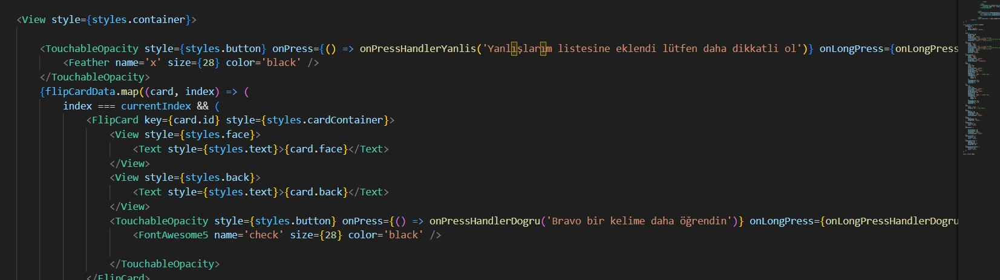 <View style={styles.container}>
<TouchableOpacity style={styles.button} onPress={() => onPressHandlerYanlis('Yanlışlarım listesine eklendi lütfen daha dikkatli ol')} onLongPress={onLongPress
<Feather name='x' size={28} color='black' />
</TouchableOpacity>
{flipCardData.map((card, index) => (
index === currentIndex && (
<FlipCard key={card.id} style={styles.cardContainer}>
<View style={styles.face}>
<Text style={styles.text}>{card.face}</Text>
</View>
<View style={styles.back}>
<Text style={styles.text}>{card.back}</Text>
</View>
<TouchableOpacity style={styles.button} onPress={() => onPressHandlerDogru('Bravo bir kelime daha öğrendin')} onLongPress={onLongPressHandlerDogru
<FontAwesome5 name='check' size={28} color='black' />
</TouchableOpacity>
</FlipCard>